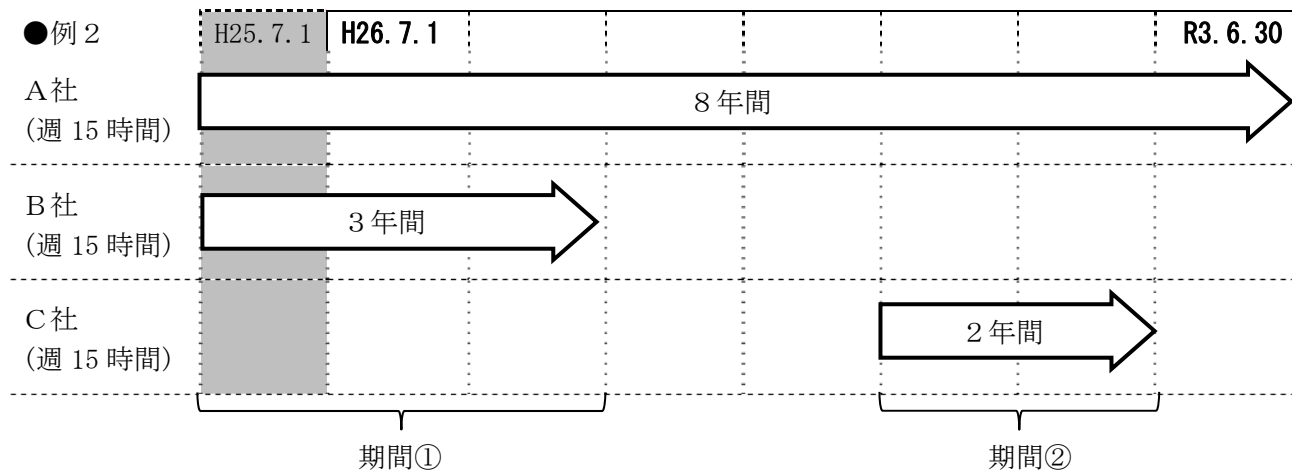 ●例２ H25.7.1 H26.7.1 R3.6.30
Ａ社
(週 15 時間)
８年間
Ｂ社
(週 15 時間)
３年間
Ｃ社
(週 15 時間)
２年間
期間① 期間②